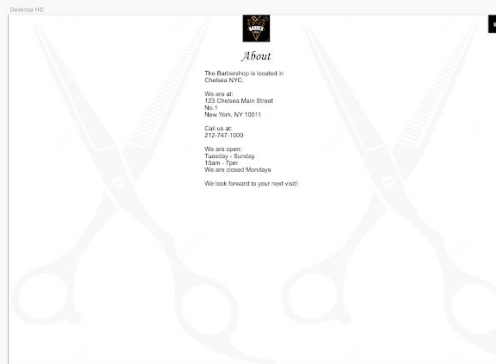 Desktop HD
BARBER
About
The Barbershop is located in
Chelsea NYC.
We are at:
123 Chelsea Main Street
No.1
New York, NY 10011
Call us at:
212-747-1000
We are open:
Tuesday - Sunday
10am - 7pm
We are closed Mondays
We look forward to your next visit!